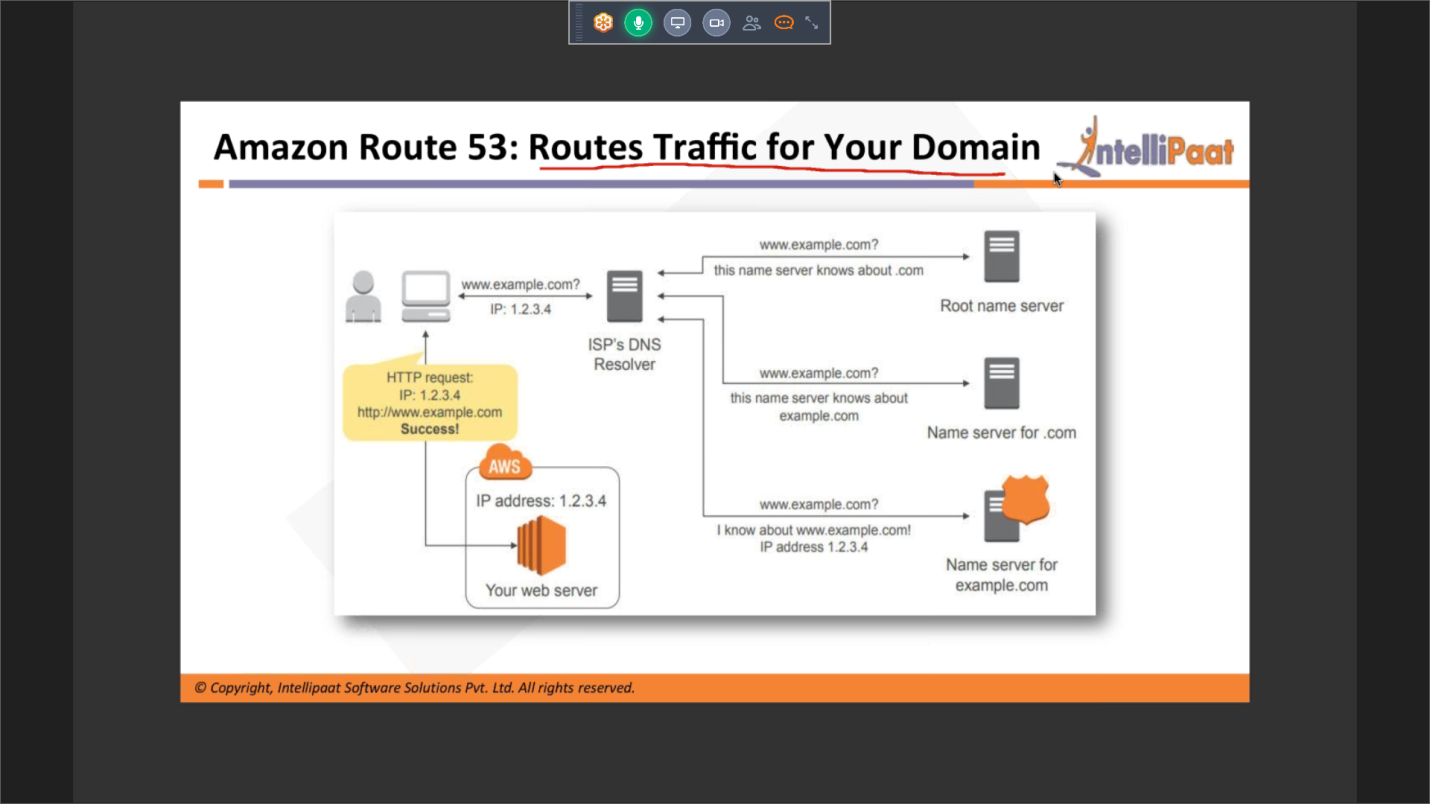 Amazon Route 53: Routes Traffic for Your Domain
IntelliPaat
www.example.com?
IP: 1.2.3.4
ISP's DNS
Resolver
www.example.com?
this name server knows about .com
Root name server
www.example.com?
this name server knows about
example.com
Name server for .com
www.example.com?
I know about www.example.com!
IP address 1.2.3.4
Name server for
example.com
HTTP request:
IP: 1.2.3.4
http://www.example.com
Success!
AWS
IP address: 1.2.3.4
Your web server
© Copyright, Intellipaat Software Solutions Pvt. Ltd. All rights reserved.